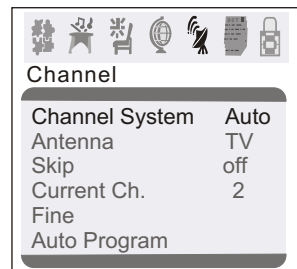 Channel
Channel System Auto
Antenna TV
Skip off
Current Ch. 2
Fine
Auto Program